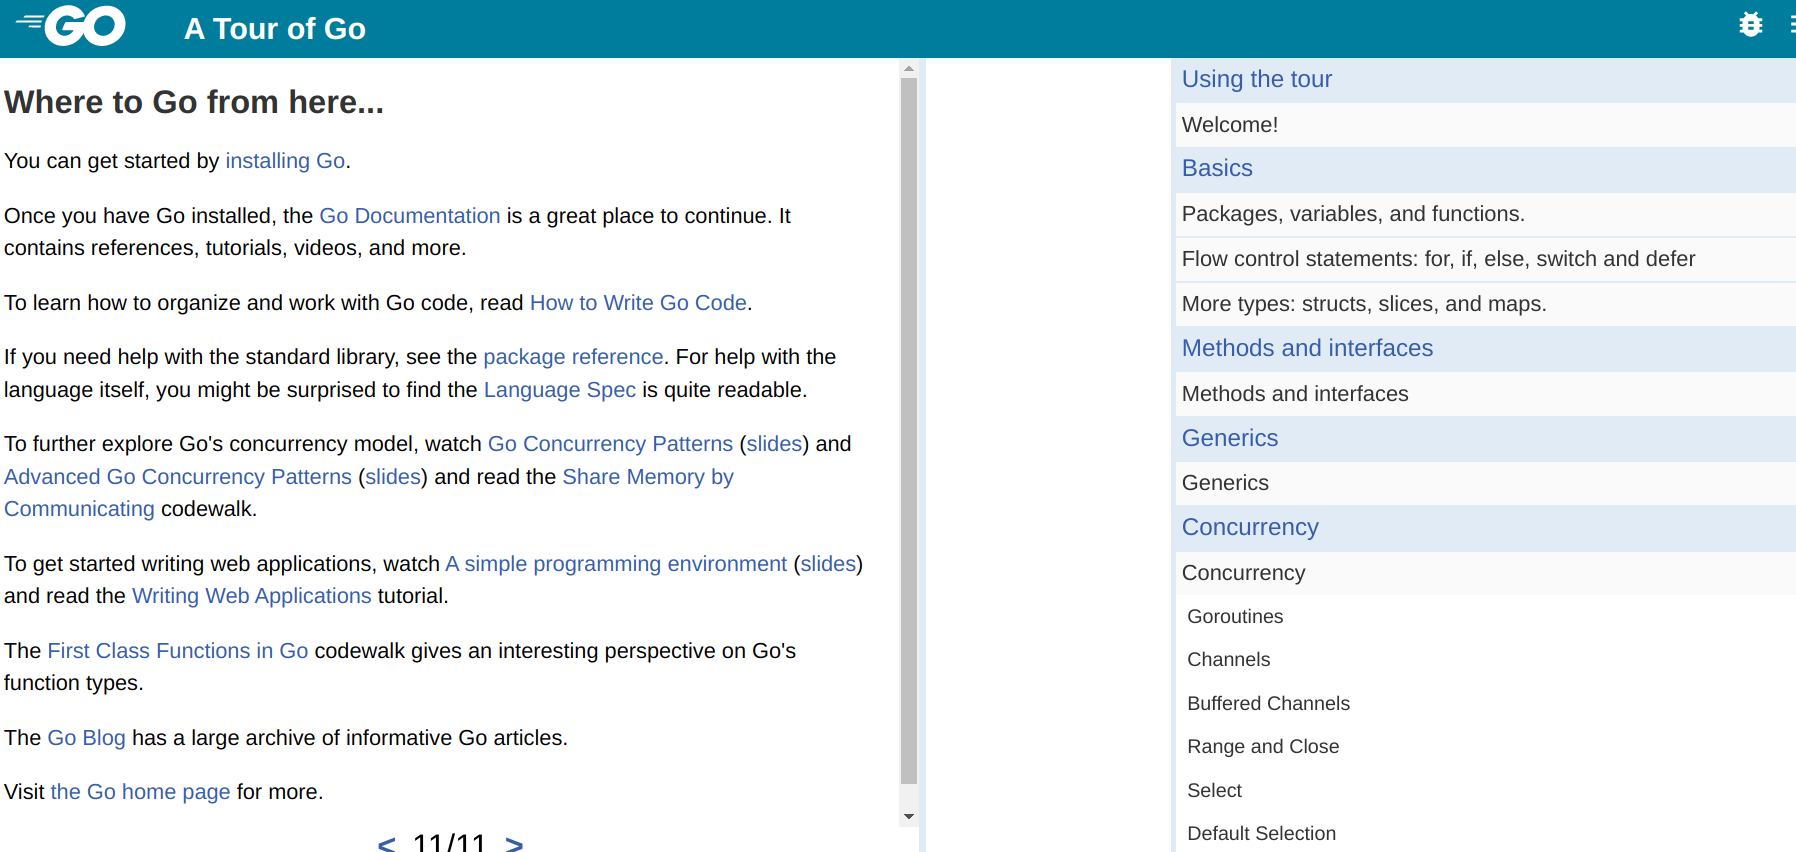 GO A Tour of Go
Where to Go from here...
You can get started by installing Go.
Once you have Go installed, the Go Documentation is a great place to continue. It
contains references, tutorials, videos, and more.
To learn how to organize and work with Go code, read How to Write Go Code.
If you need help with the standard library, see the package reference. For help with the
language itself, you might be surprised to find the Language Spec is quite readable.
To further explore Go's concurrency model, watch Go Concurrency Patterns (slides) and
Advanced Go Concurrency Patterns (slides) and read the Share Memory by
Communicating codewalk.
To get started writing web applications, watch A simple programming environment (slides)
and read the Writing Web Applications tutorial.
The First Class Functions in Go codewalk gives an interesting perspective on Go's
function types.
The Go Blog has a large archive of informative Go articles.
Visit the Go home page for more.
< 11/11 >
Using the tour
Welcome!
Basics
Packages, variables, and functions.
Flow control statements: for, if, else, switch and defer
More types: structs, slices, and maps.
Methods and interfaces
Methods and interfaces
Generics
Generics
Concurrency
Concurrency
Goroutines
Channels
Buffered Channels
Range and Close
Select
Default Selection